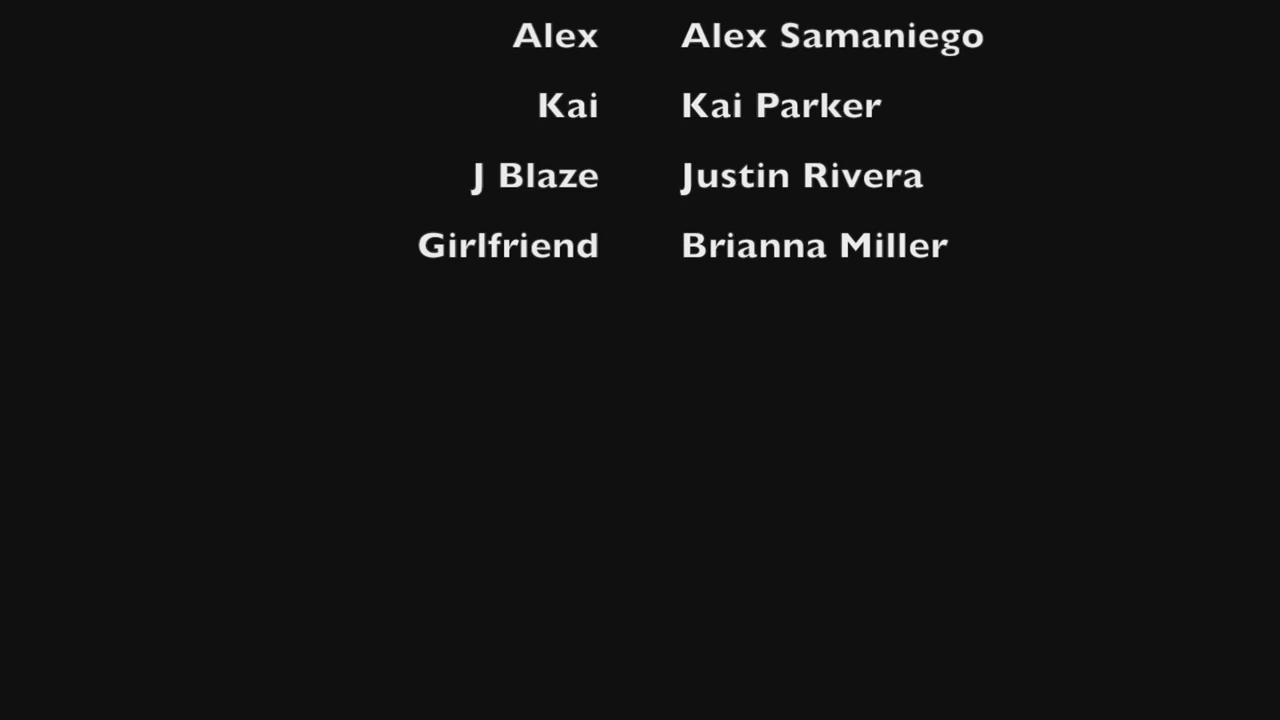 Alex Alex Samaniego
Kai Kai Parker
J Blaze Justin Rivera
Girlfriend Brianna Miller